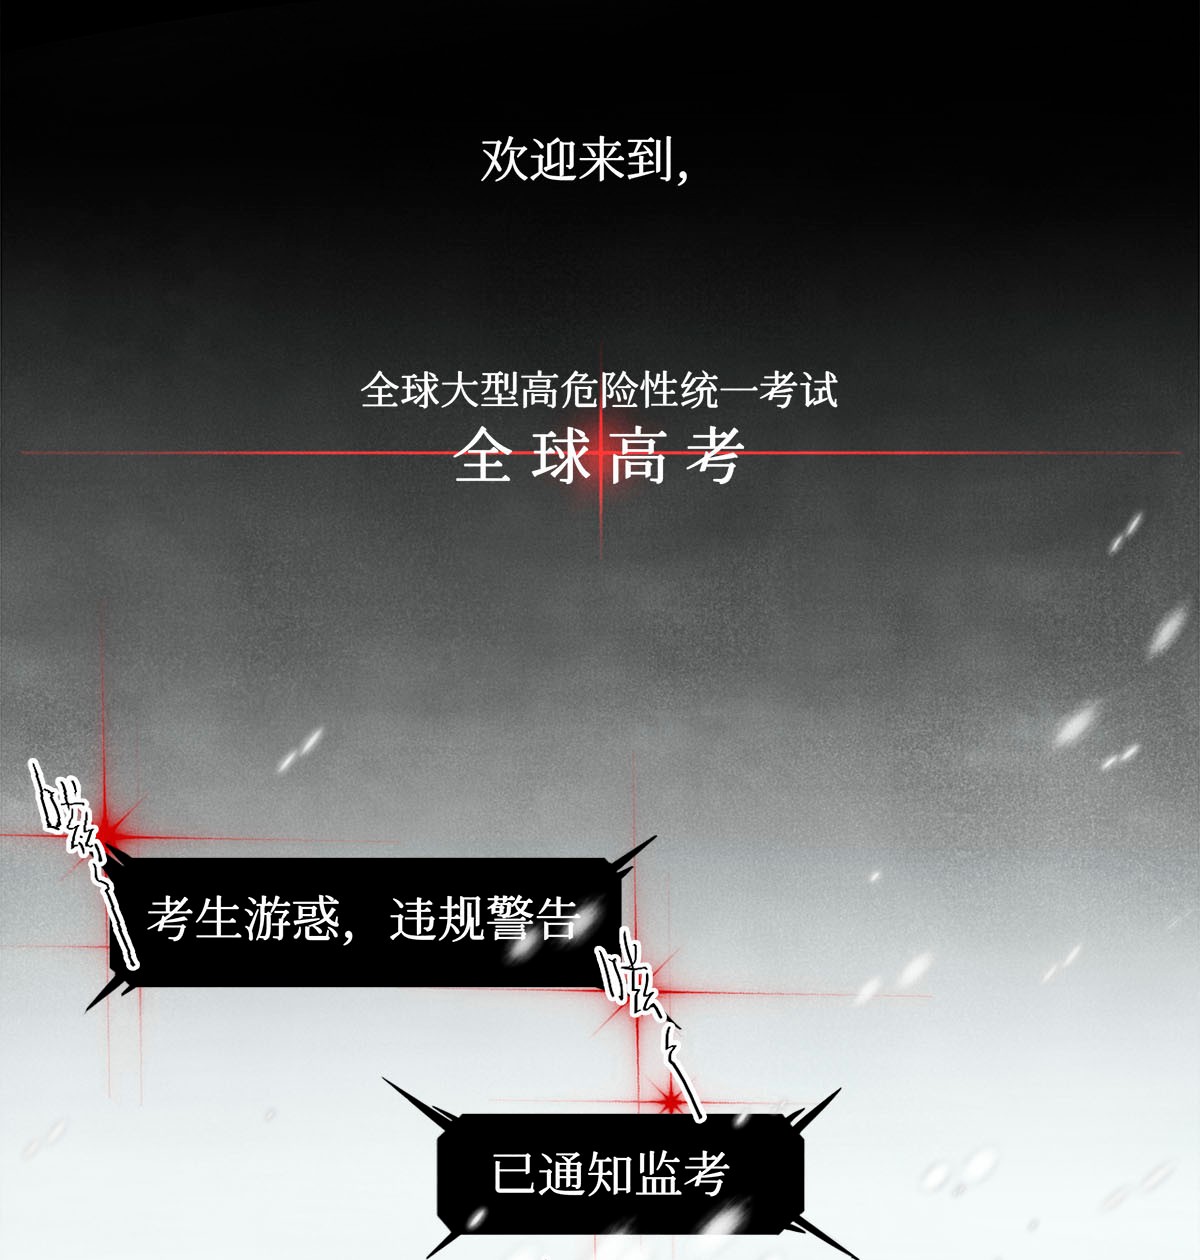 欢迎来到,
全球大型高危险性统一考试
全球高考
考生游惑, 违规警告
已通知监考